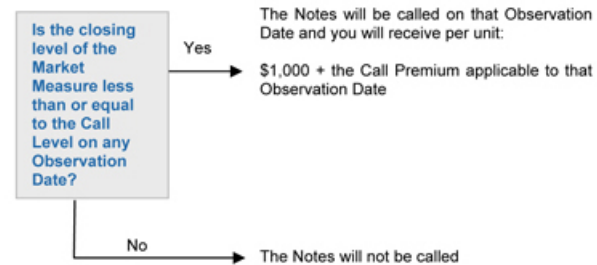 Is the closing
level of the
Market
Measure less
than or equal
to the Call
Level on any
Observation
Date?
Yes
The Notes will be called on that Observation
Date and you will receive per unit:
$1,000 + the Call Premium applicable to that
Observation Date
No
The Notes will not be called